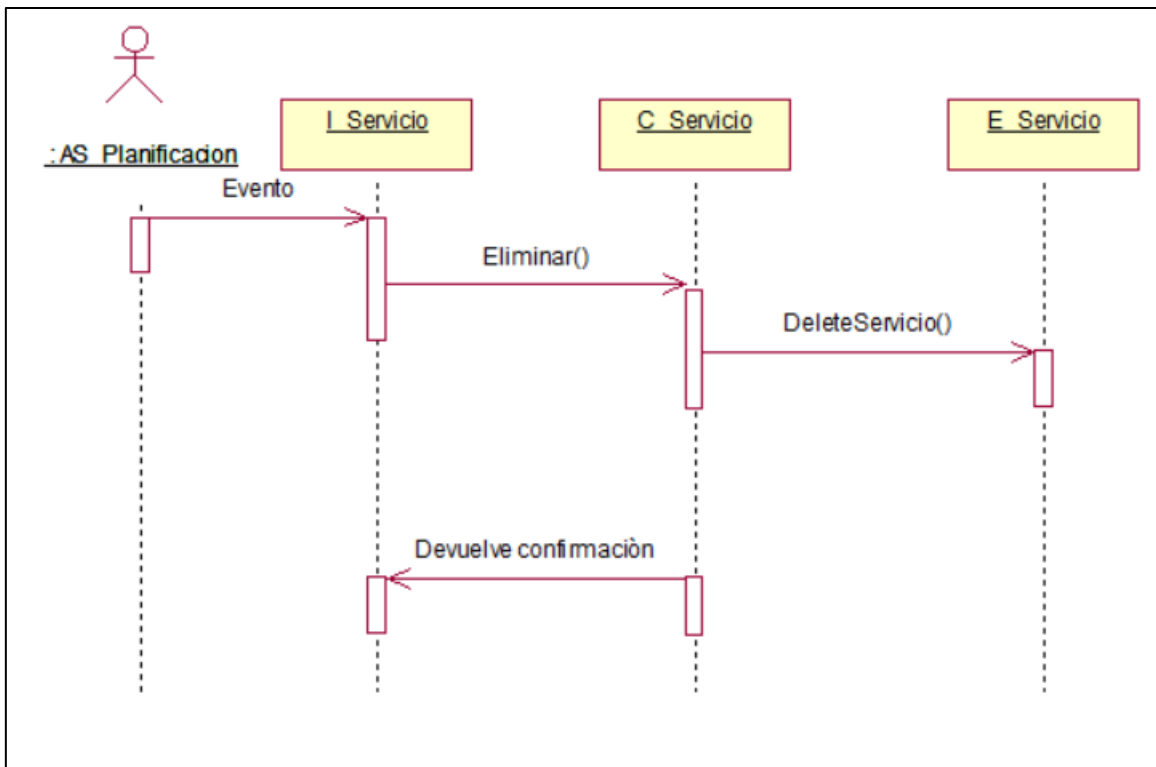 I_Servicio
C_Servicio
E_Servicio
:AS_Planificacion
Evento
Eliminar()
DeleteServicio()
Devuelve confirmaciòn